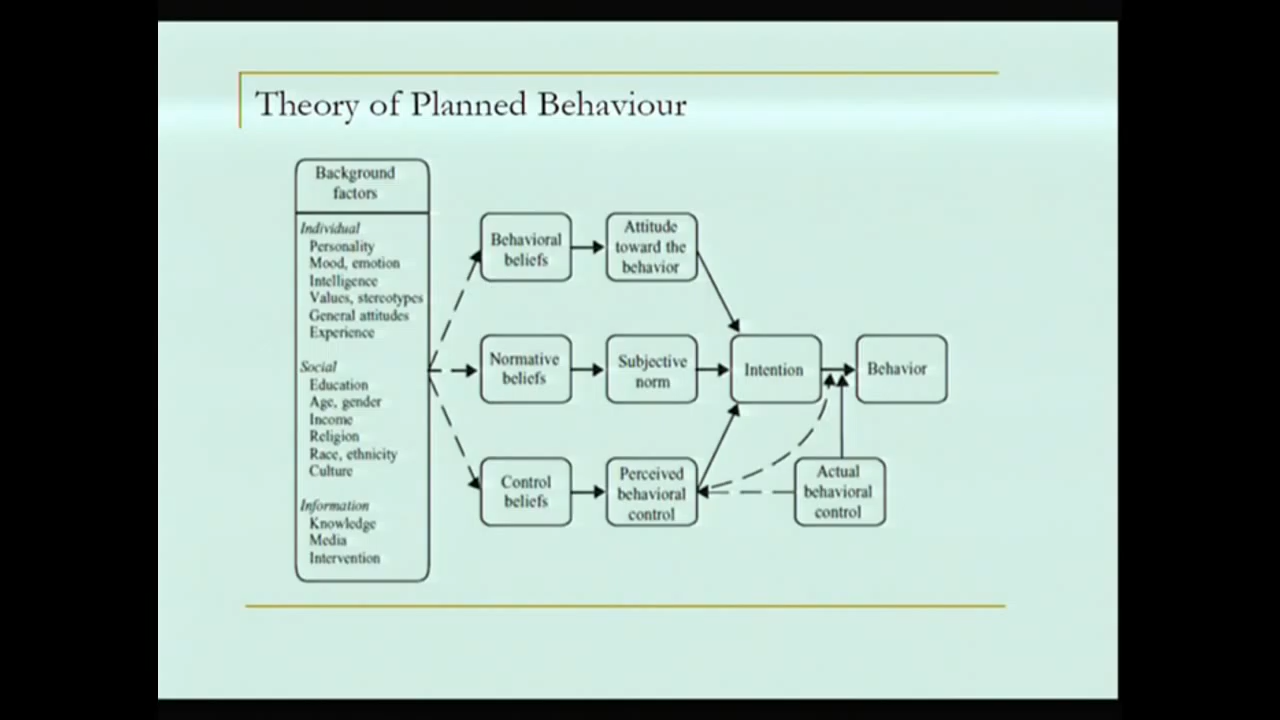 Theory of Planned Behaviour
Background
factors
Individual
Personality
Mood, emotion
Intelligence
Values, stereotypes
General attitudes
Experience
Social
Education
Age, gender
Income
Religion
Race, ethnicity
Culture
Information
Knowledge
Media
Intervention
Behavioral
beliefs
Attitude
toward the
behavior
Normative
beliefs
Subjective
norm
Intention
Behavior
Control
beliefs
Perceived
behavioral
control
Actual
behavioral
control